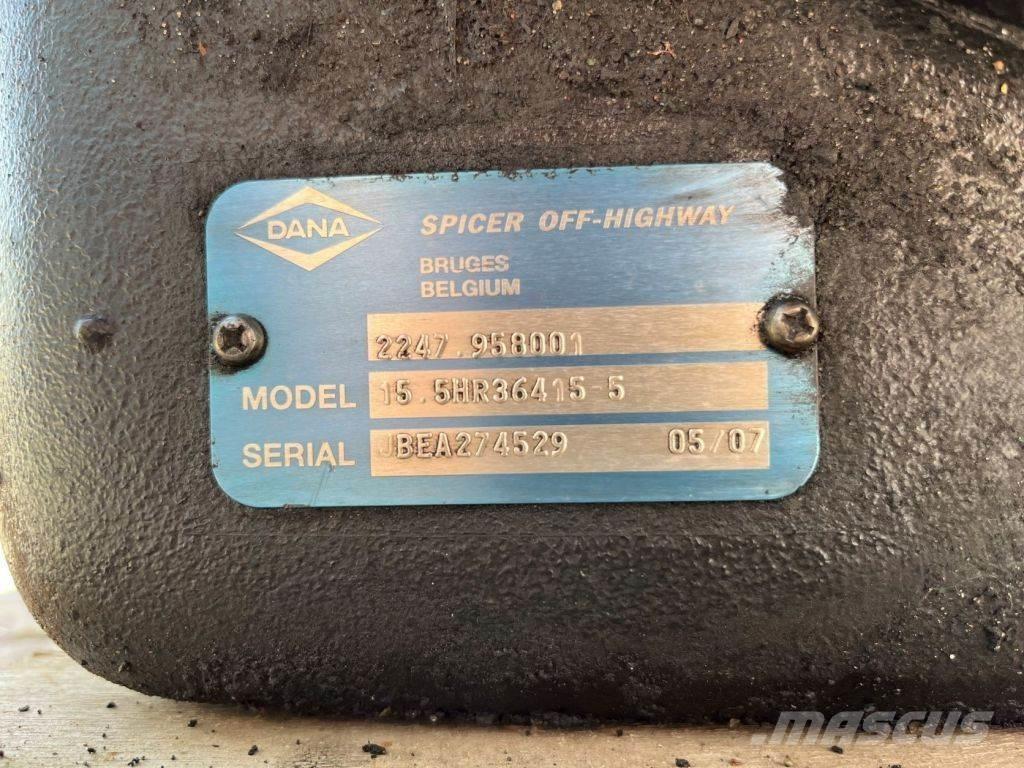 DANA
SPICER OFF-HIGHWAY
BRUGES
BELGIUM
2247.958001
MODEL 15.5HR36415-5
SERIAL JBEA274529 05/07
MASCUS